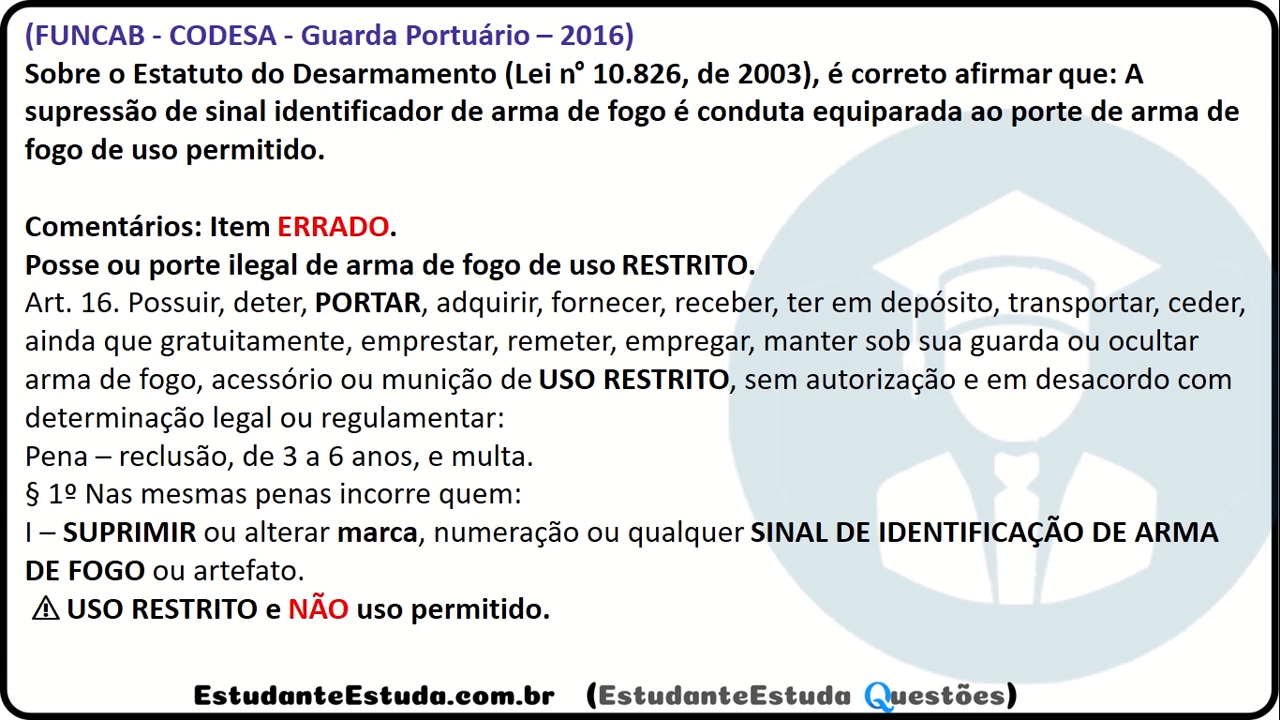 (FUNCAB - CODESA - Guarda Portuário – 2016)
Sobre o Estatuto do Desarmamento (Lei n° 10.826, de 2003), é correto afirmar que: A
supressão de sinal identificador de arma de fogo é conduta equiparada ao porte de arma de
fogo de uso permitido.
Comentários: Item ERRADO.
Posse ou porte ilegal de arma de fogo de uso RESTRITO.
Art. 16. Possuir, deter, PORTAR, adquirir, fornecer, receber, ter em depósito, transportar, ceder,
ainda que gratuitamente, emprestar, remeter, empregar, manter sob sua guarda ou ocultar
arma de fogo, acessório ou munição de USO RESTRITO, sem autorização e em desacordo com
determinação legal ou regulamentar:
Pena – reclusão, de 3 a 6 anos, e multa.
§ 1º Nas mesmas penas incorre quem:
I – SUPRIMIR ou alterar marca, numeração ou qualquer SINAL DE IDENTIFICAÇÃO DE ARMA
DE FOGO ou artefato.
⚠ USO RESTRITO e NÃO uso permitido.
EstudanteEstuda.com.br (EstudanteEstuda Questões)